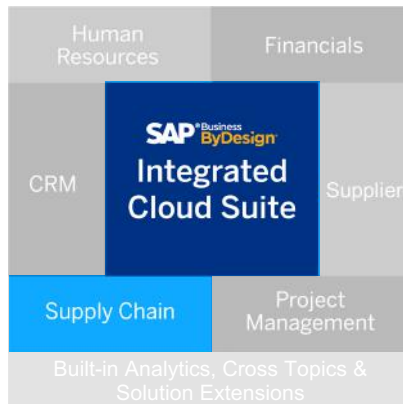 Human
Resources
Financials
CRM
SAP® Business
ByDesign
Integrated
Cloud Suite
Supplier
Supply Chain
Project
Management
Built-in Analytics, Cross Topics &
Solution Extensions